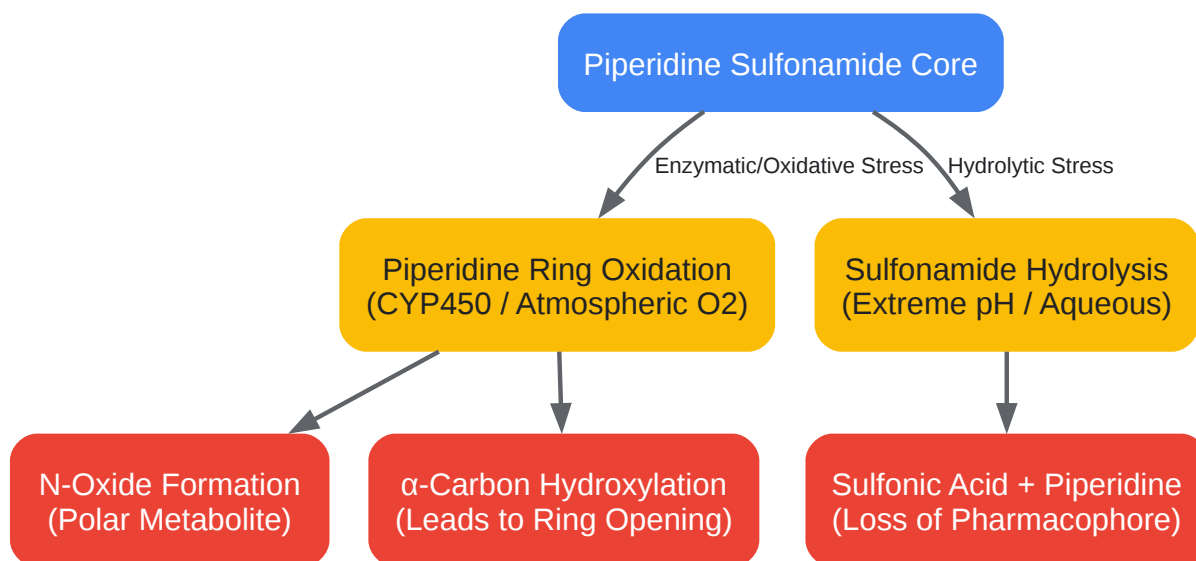 Piperidine Sulfonamide Core
Enzymatic/Oxidative Stress
Hydrolytic Stress
Piperidine Ring Oxidation
(CYP450 / Atmospheric O2)
Sulfonamide Hydrolysis
(Extreme pH / Aqueous)
N-Oxide Formation
(Polar Metabolite)
α-Carbon Hydroxylation
(Leads to Ring Opening)
Sulfonic Acid + Piperidine
(Loss of Pharmacophore)